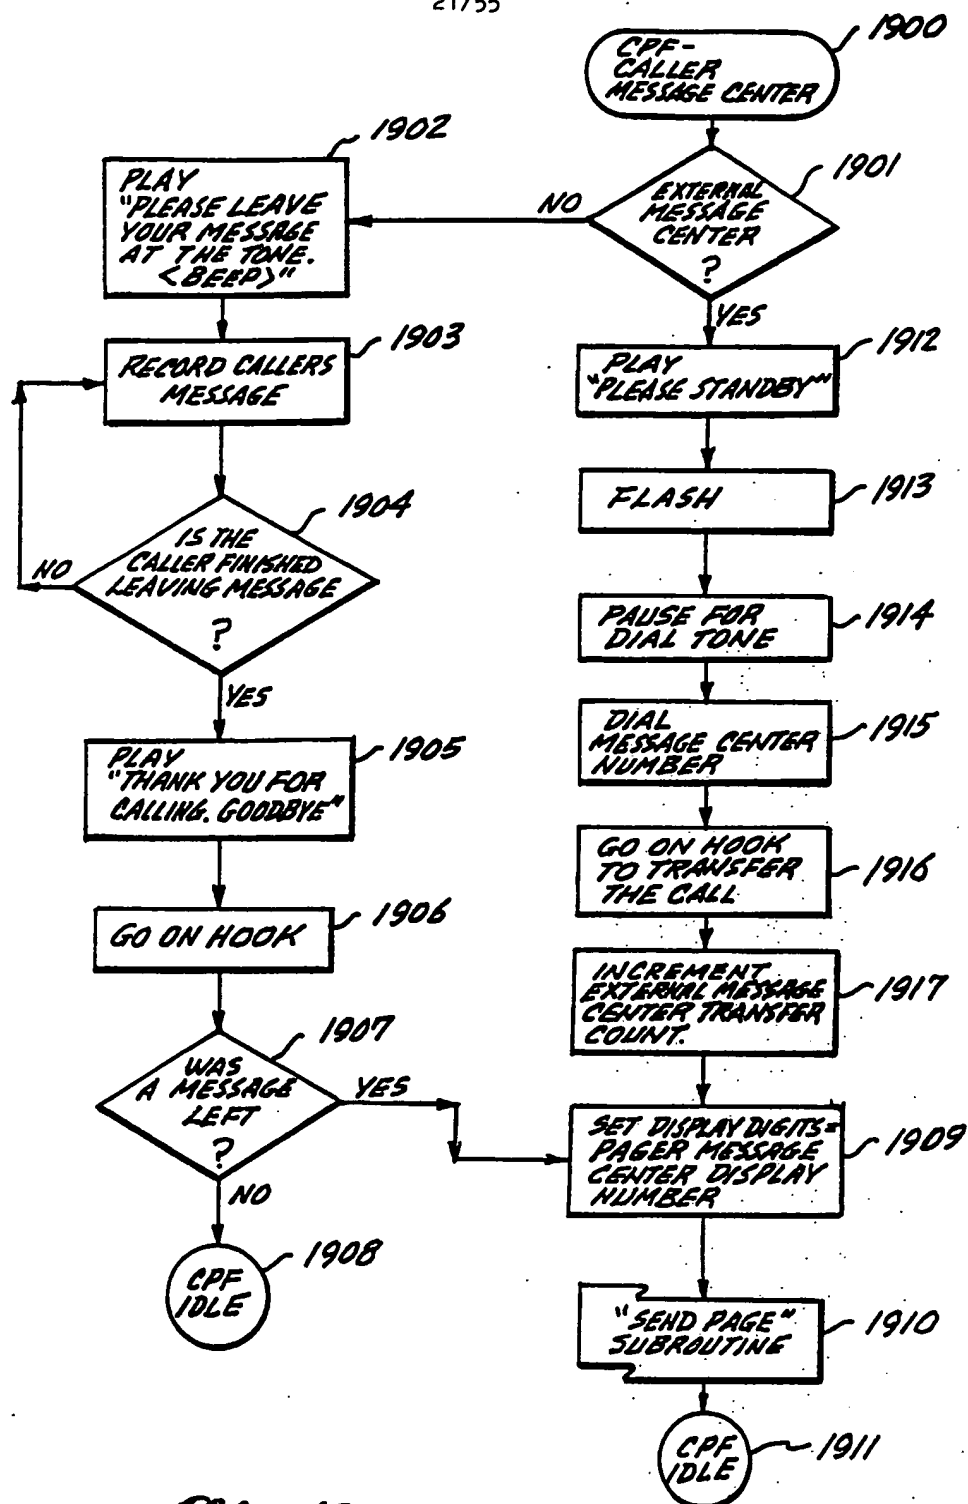 21/55
1900
CPF-
CALLER
MESSAGE CENTER
1901
EXTERNAL
MESSAGE
CENTER
?
NO
YES
1902
PLAY
"PLEASE LEAVE
YOUR MESSAGE
AT THE TONE.
<BEEP>"
1903
RECORD CALLERS
MESSAGE
1904
IS THE
CALLER FINISHED
LEAVING MESSAGE
?
NO
YES
1905
PLAY
"THANK YOU FOR
CALLING. GOODBYE"
1906
GO ON HOOK
1907
WAS
A MESSAGE
LEFT
?
YES
NO
1908
CPF
IDLE
1912
PLAY
"PLEASE STANDBY"
1913
FLASH
1914
PAUSE FOR
DIAL TONE
1915
DIAL
MESSAGE CENTER
NUMBER
1916
GO ON HOOK
TO TRANSFER
THE CALL
1917
INCREMENT
EXTERNAL MESSAGE
CENTER TRANSFER
COUNT.
1909
SET DISPLAY DIGITS=
PAGER MESSAGE
CENTER DISPLAY
NUMBER
1910
"SEND PAGE"
SUBROUTINE
1911
CPF
IDLE